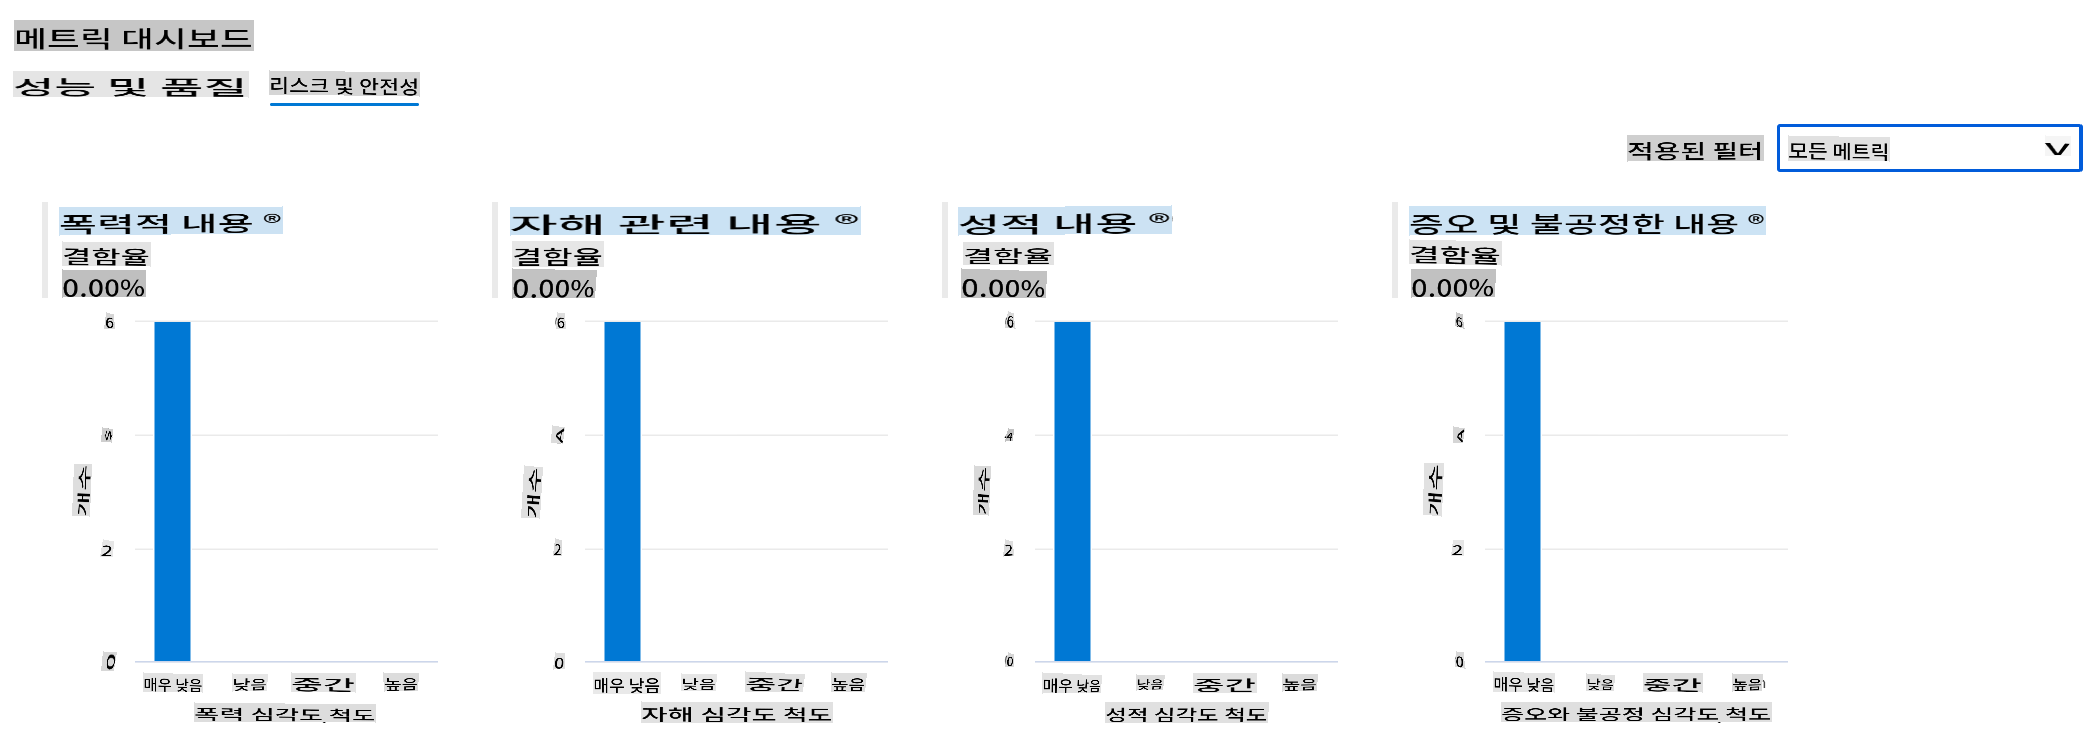 메트릭 대시보드
성능 및 품질 리스크 및 안전성
적용된 필터 모든 메트릭
폭력적 내용 ®
결함율
0.00%
6
2
0
개수
매우 낮음 낮음 중간 높음
폭력 심각도 척도
자해 관련 내용 ®
결함율
0.00%
6
2
0
개수
매우 낮음 낮음 중간 높음
자해 심각도 척도
성적 내용 ®
결함율
0.00%
6
4
2
0
개수
매우 낮음 낮음 중간 높음
성적 심각도 척도
증오 및 불공정한 내용 ®
결함율
0.00%
6
2
0
개수
매우 낮음 낮음 중간 높음
증오와 불공정 심각도 척도